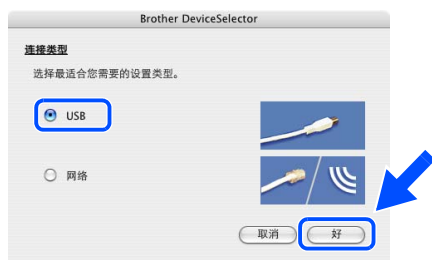 Brother DeviceSelector
连接类型
选择最适合您需要的设置类型。
USB
网络
取消 好